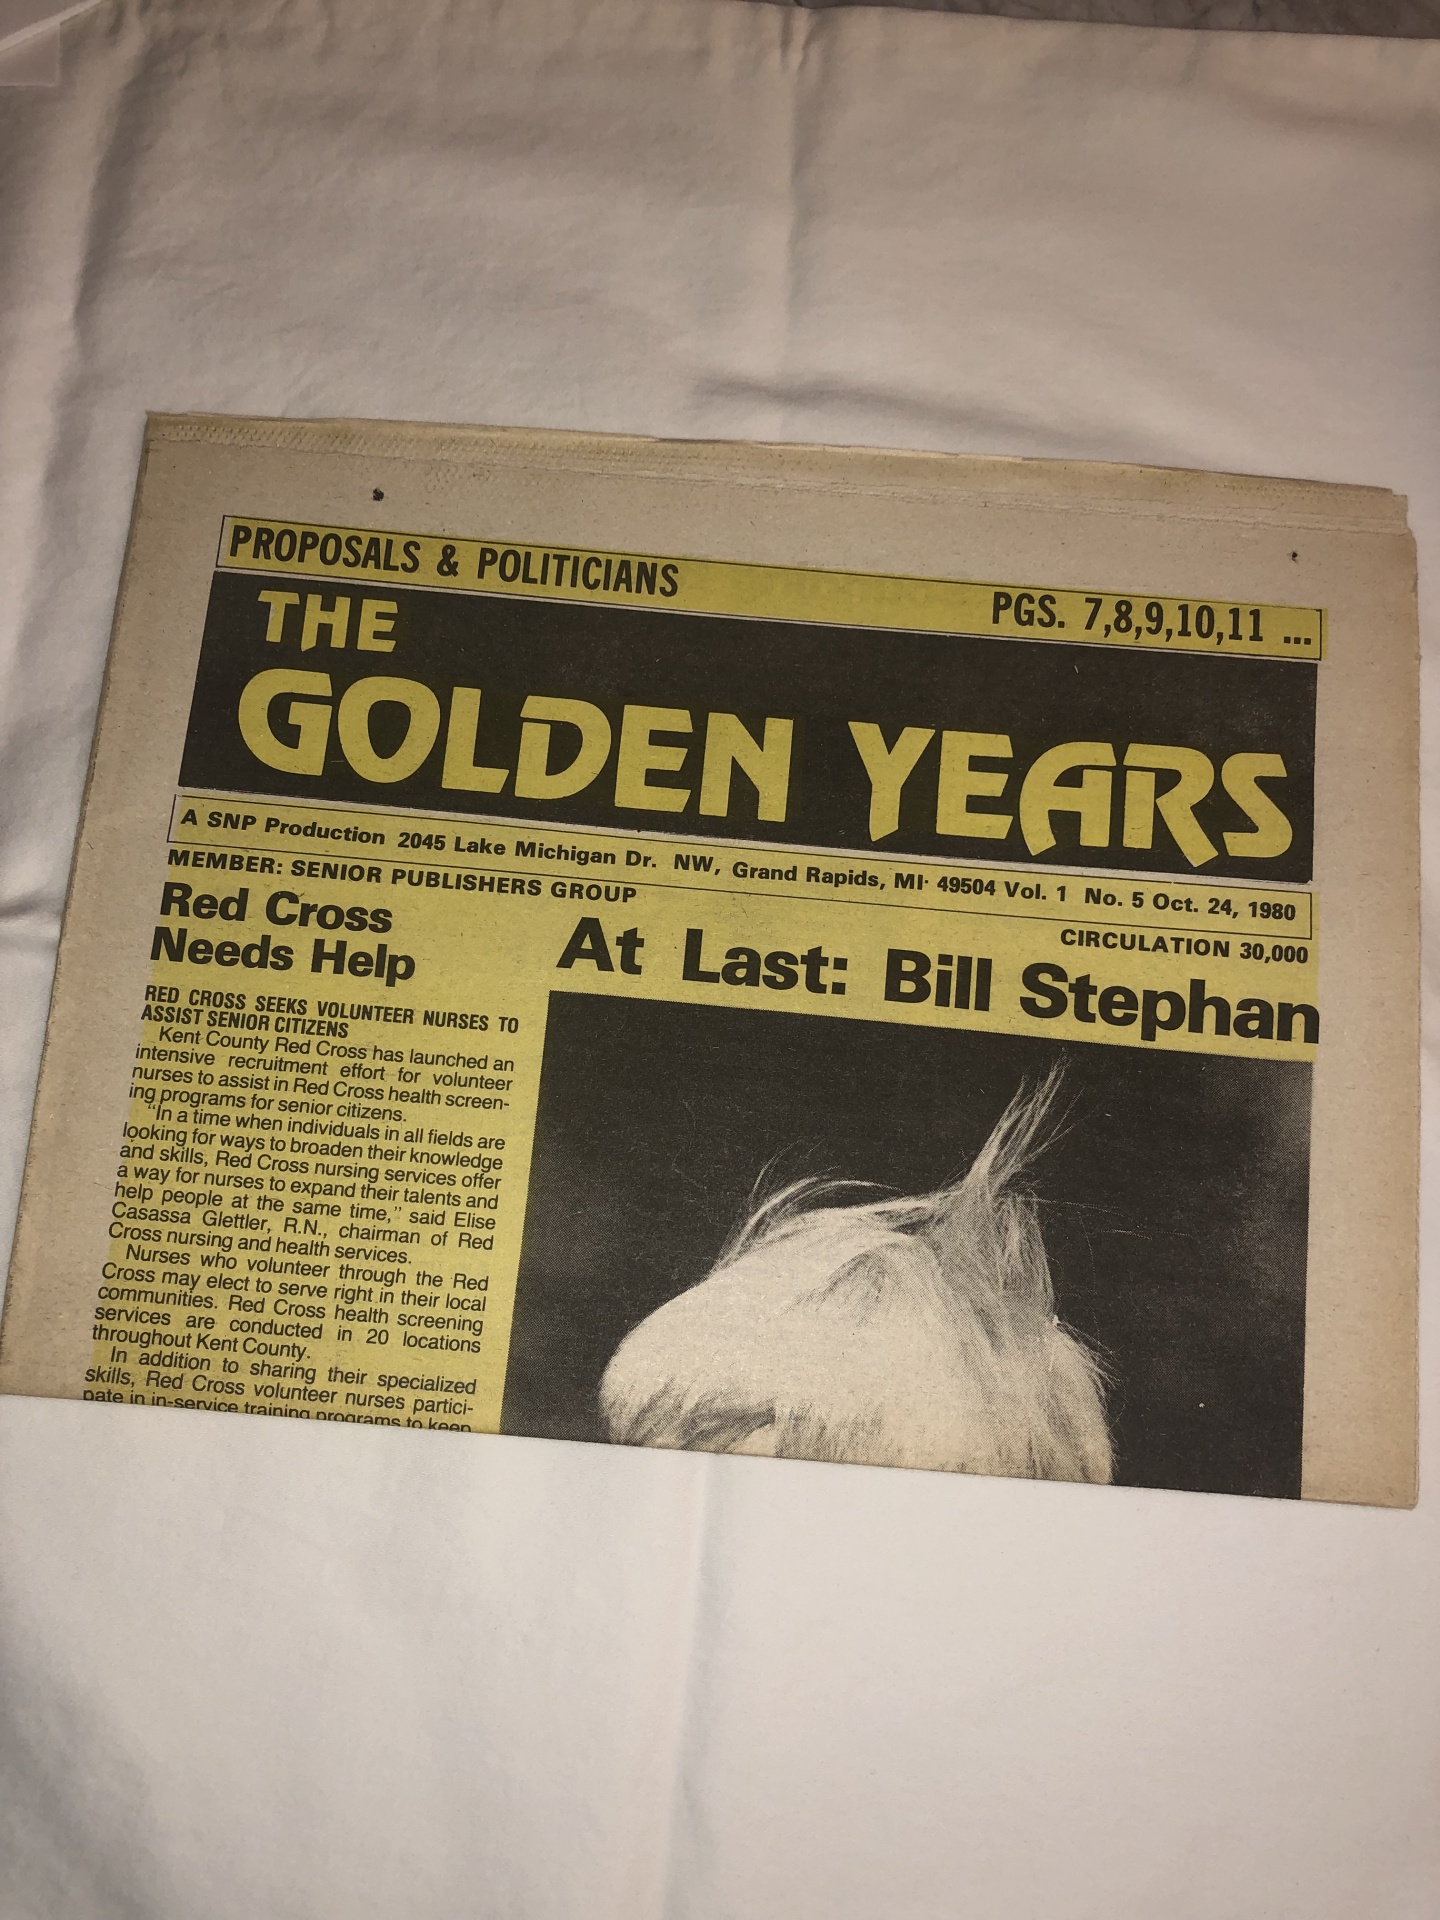 PROPOSALS & POLITICIANS PGS. 7,8,9,10,11 ...
THE
GOLDEN YEARS
A SNP Production 2045 Lake Michigan Dr. NW, Grand Rapids, MI· 49504 Vol. 1 No. 5 Oct. 24, 1980
MEMBER: SENIOR PUBLISHERS GROUP
CIRCULATION 30,000
Red Cross
Needs Help
RED CROSS SEEKS VOLUNTEER NURSES TO
ASSIST SENIOR CITIZENS
Kent County Red Cross has launched an
intensive recruitment effort for volunteer
nurses to assist in Red Cross health screen-
ing programs for senior citizens.
"In a time when individuals in all fields are
looking for ways to broaden their knowledge
and skills, Red Cross nursing services offer
a way for nurses to expand their talents and
help people at the same time," said Elise
Casassa Glettler, R.N., chairman of Red
Cross nursing and health services.
Nurses who volunteer through the Red
Cross may elect to serve right in their local
communities. Red Cross health screening
services are conducted in 20 locations
throughout Kent County.
In addition to sharing their specialized
skills, Red Cross volunteer nurses partici-
pate in in-service training programs to keep
At Last: Bill Stephan